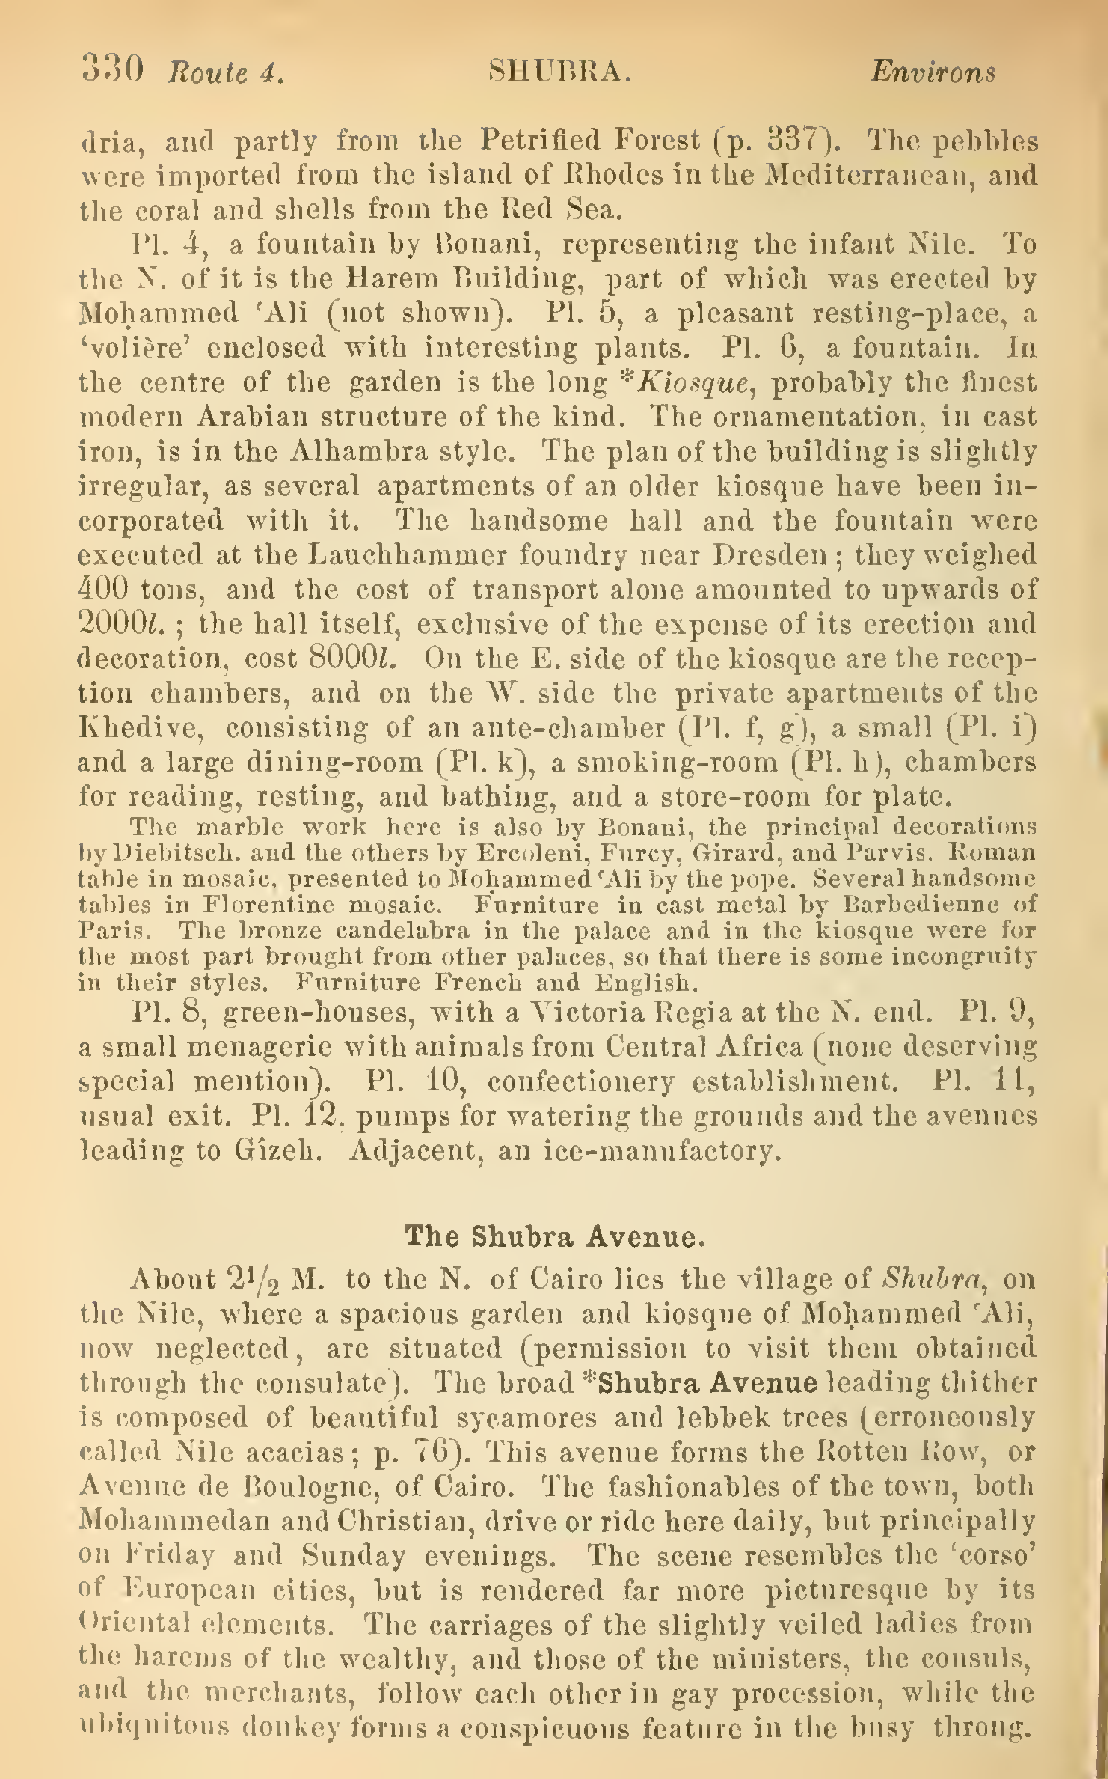 330 Route 4. SHUBRA. Environs
dria, and partly from the Petrified Forest (p. 337). The pebbles
were imported from the island of Rhodes in the Mediterranean, and
the coral and shells from the Red Sea.
Pl. 4, a fountain by Bonani, representing the infant Nile. To
the N. of it is the Harem Building, part of which was erected by
Moḥammed ʿAli (not shown). Pl. 5, a pleasant resting-place, a
‘volière’ enclosed with interesting plants. Pl. 6, a fountain. In
the centre of the garden is the long *Kiosque, probably the finest
modern Arabian structure of the kind. The ornamentation, in cast
iron, is in the Alhambra style. The plan of the building is slightly
irregular, as several apartments of an older kiosque have been in-
corporated with it. The handsome hall and the fountain were
executed at the Lauchhammer foundry near Dresden; they weighed
400 tons, and the cost of transport alone amounted to upwards of
2000l.; the hall itself, exclusive of the expense of its erection and
decoration, cost 8000l. On the E. side of the kiosque are the recep-
tion chambers, and on the W. side the private apartments of the
Khedive, consisting of an ante-chamber (Pl. f, g), a small (Pl. i)
and a large dining-room (Pl. k), a smoking-room (Pl. h), chambers
for reading, resting, and bathing, and a store-room for plate.
The marble work here is also by Bonani, the principal decorations
by Diebitsch, and the others by Ercoleni, Furcy, Girard, and Parvis. Roman
table in mosaic, presented to Moḥammed ʿAli by the pope. Several handsome
tables in Florentine mosaic. Furniture in cast metal by Barbedienne of
Paris. The bronze candelabra in the palace and in the kiosque were for
the most part brought from other palaces, so that there is some incongruity
in their styles. Furniture French and English.
Pl. 8, green-houses, with a Victoria Regia at the N. end. Pl. 9,
a small menagerie with animals from Central Africa (none deserving
special mention). Pl. 10, confectionery establishment. Pl. 11,
usual exit. Pl. 12, pumps for watering the grounds and the avenues
leading to Gîzeh. Adjacent, an ice-manufactory.
The Shubra Avenue.
About 2½ M. to the N. of Cairo lies the village of Shubra, on
the Nile, where a spacious garden and kiosque of Moḥammed ʿAli,
now neglected, are situated (permission to visit them obtained
through the consulate). The broad *Shubra Avenue leading thither
is composed of beautiful sycamores and lebbek trees (erroneously
called Nile acacias; p. 76). This avenue forms the Rotten Row, or
Avenue de Boulogne, of Cairo. The fashionables of the town, both
Mohammedan and Christian, drive or ride here daily, but principally
on Friday and Sunday evenings. The scene resembles the ‘corso’
of European cities, but is rendered far more picturesque by its
Oriental elements. The carriages of the slightly veiled ladies from
the harems of the wealthy, and those of the ministers, the consuls,
and the merchants, follow each other in gay procession, while the
ubiquitous donkey forms a conspicuous feature in the busy throng.